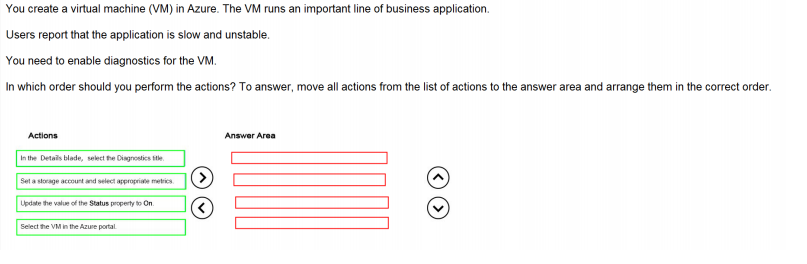 You create a virtual machine (VM) in Azure. The VM runs an important line of business application.
Users report that the application is slow and unstable.
You need to enable diagnostics for the VM.
In which order should you perform the actions? To answer, move all actions from the list of actions to the answer area and arrange them in the correct order.
Actions
Answer Area
In the Details blade, select the Diagnostics title.
Set a storage account and select appropriate metrics.
Update the value of the Status property to On.
Select the VM in the Azure portal.